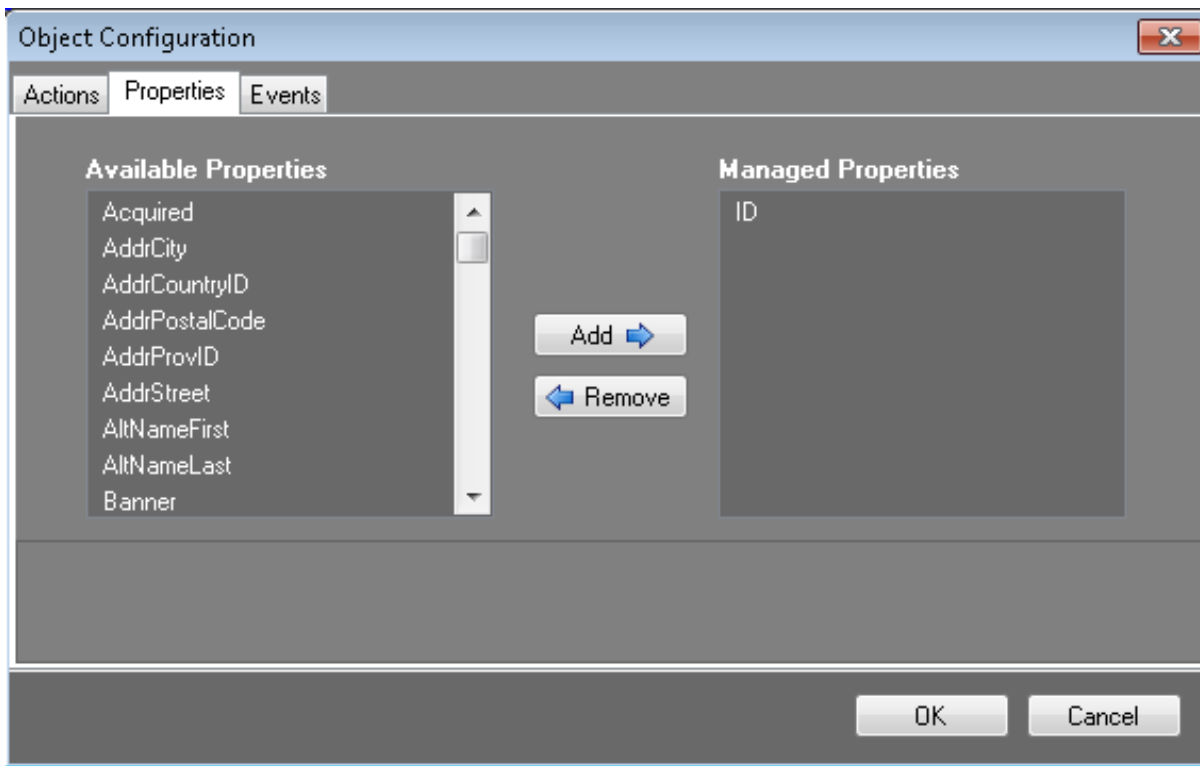 Object Configuration
Actions Properties Events
Available Properties
Acquired
AddrCity
AddrCountryID
AddrPostalCode
AddrProvID
AddrStreet
AltNameFirst
AltNameLast
Banner
Add
Remove
Managed Properties
ID
OK Cancel